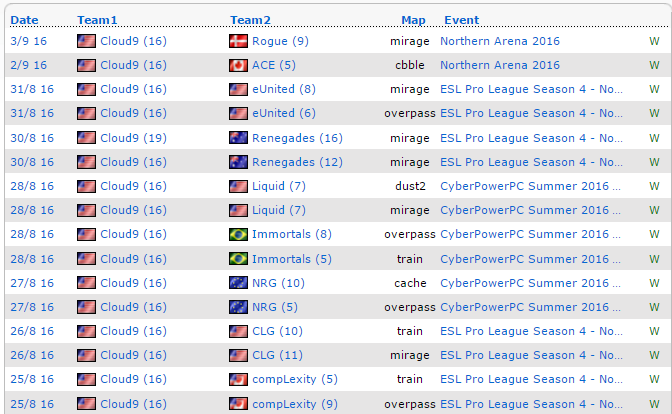 Date Team1 Team2 Map Event
3/9 16 Cloud9 (16) Rogue (9) mirage Northern Arena 2016 W
2/9 16 Cloud9 (16) ACE (5) cbble Northern Arena 2016 W
31/8 16 Cloud9 (16) eUnited (8) mirage ESL Pro League Season 4 - No... W
31/8 16 Cloud9 (16) eUnited (6) overpass ESL Pro League Season 4 - No... W
30/8 16 Cloud9 (19) Renegades (16) mirage ESL Pro League Season 4 - No... W
30/8 16 Cloud9 (16) Renegades (12) mirage ESL Pro League Season 4 - No... W
28/8 16 Cloud9 (16) Liquid (7) dust2 CyberPowerPC Summer 2016 ... W
28/8 16 Cloud9 (16) Liquid (7) mirage CyberPowerPC Summer 2016 ... W
28/8 16 Cloud9 (16) Immortals (8) overpass CyberPowerPC Summer 2016 ... W
28/8 16 Cloud9 (16) Immortals (5) train CyberPowerPC Summer 2016 ... W
27/8 16 Cloud9 (16) NRG (10) cache CyberPowerPC Summer 2016 ... W
27/8 16 Cloud9 (16) NRG (5) overpass CyberPowerPC Summer 2016 ... W
26/8 16 Cloud9 (16) CLG (10) train ESL Pro League Season 4 - No... W
26/8 16 Cloud9 (16) CLG (11) mirage ESL Pro League Season 4 - No... W
25/8 16 Cloud9 (16) compLexity (5) train ESL Pro League Season 4 - No... W
25/8 16 Cloud9 (16) compLexity (9) overpass ESL Pro League Season 4 - No... W